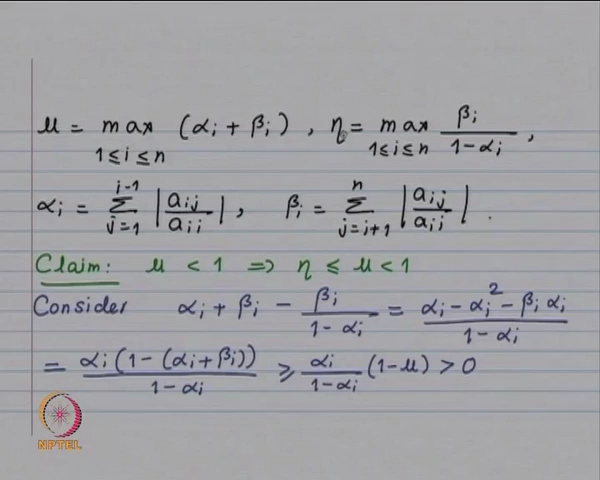 μ = max (αi + βi) , η = max βi / (1 - αi) ,
1≤i≤n 1≤i≤n
αi = Σ_{j=1}^{i-1} |aij / aii| , βi = Σ_{j=i+1}^{n} |aij / aii| .
Claim: μ < 1 ⇒ η ≤ μ < 1
Consider αi + βi - βi / (1 - αi) = (αi - αi² - βi αi) / (1 - αi)
= αi (1 - (αi + βi)) / (1 - αi) ≥ αi / (1 - αi) (1 - μ) > 0
NPTEL